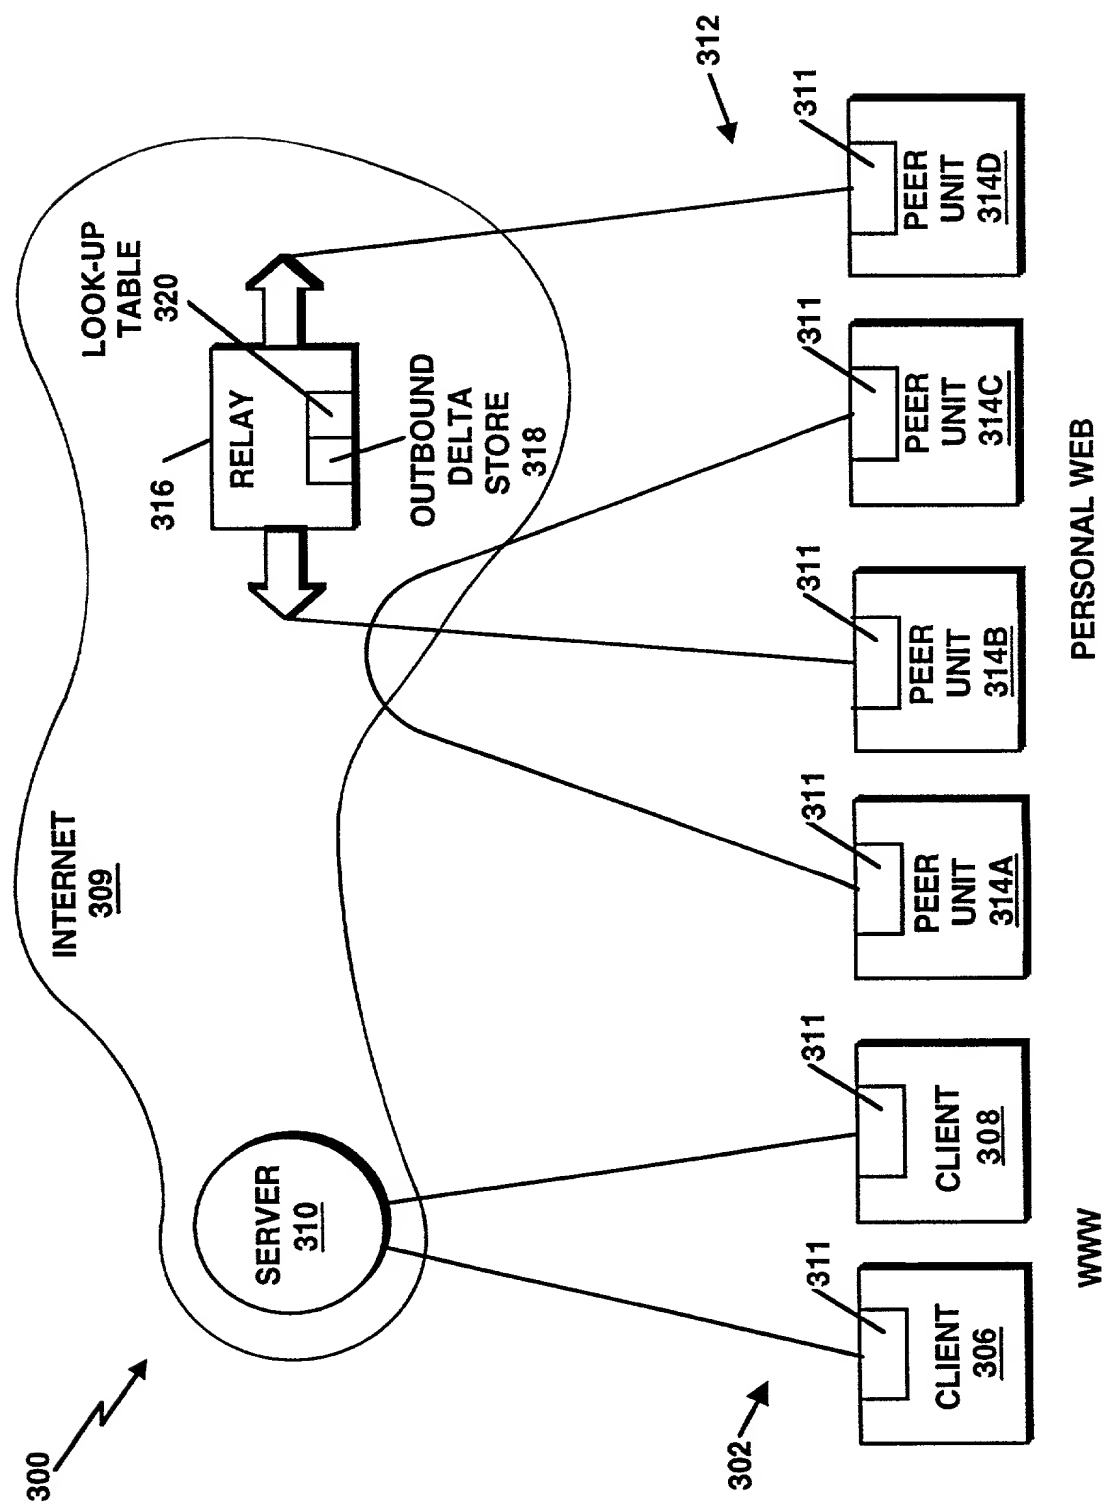 300
INTERNET
309
LOOK-UP
TABLE
320
316
RELAY
OUTBOUND
DELTA
STORE
318
SERVER
310
302
312
311
311
311
311
311
311
CLIENT
306
CLIENT
308
PEER
UNIT
314A
PEER
UNIT
314B
PEER
UNIT
314C
PEER
UNIT
314D
WWW
PERSONAL WEB